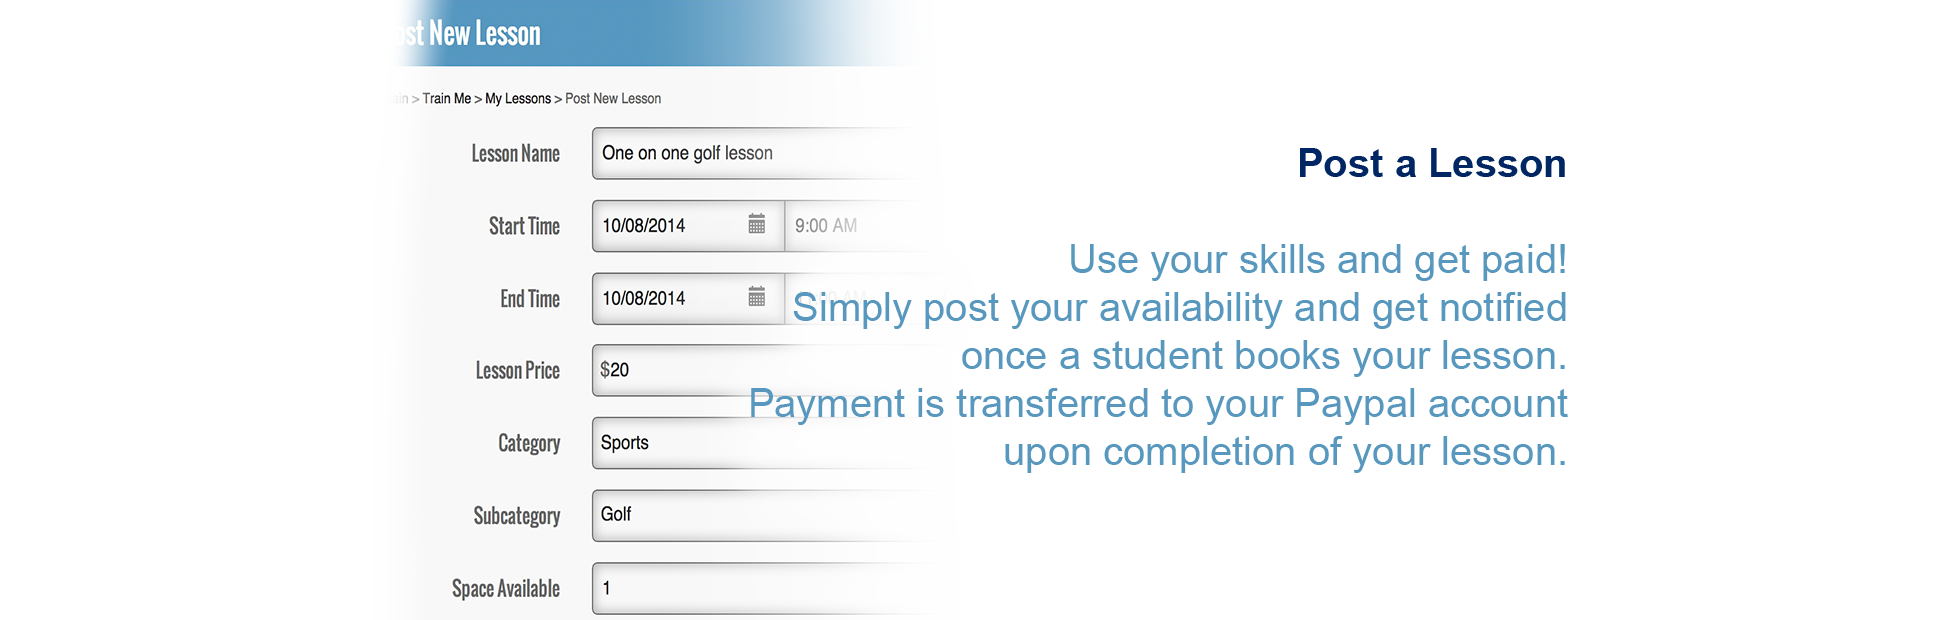 Post New Lesson
> Train Me > My Lessons > Post New Lesson
Lesson Name One on one golf lesson
Start Time 10/08/2014 9:00 AM
End Time 10/08/2014
Lesson Price $20
Category Sports
Subcategory Golf
Space Available 1
Post a Lesson
Use your skills and get paid!
Simply post your availability and get notified
once a student books your lesson.
Payment is transferred to your Paypal account
upon completion of your lesson.